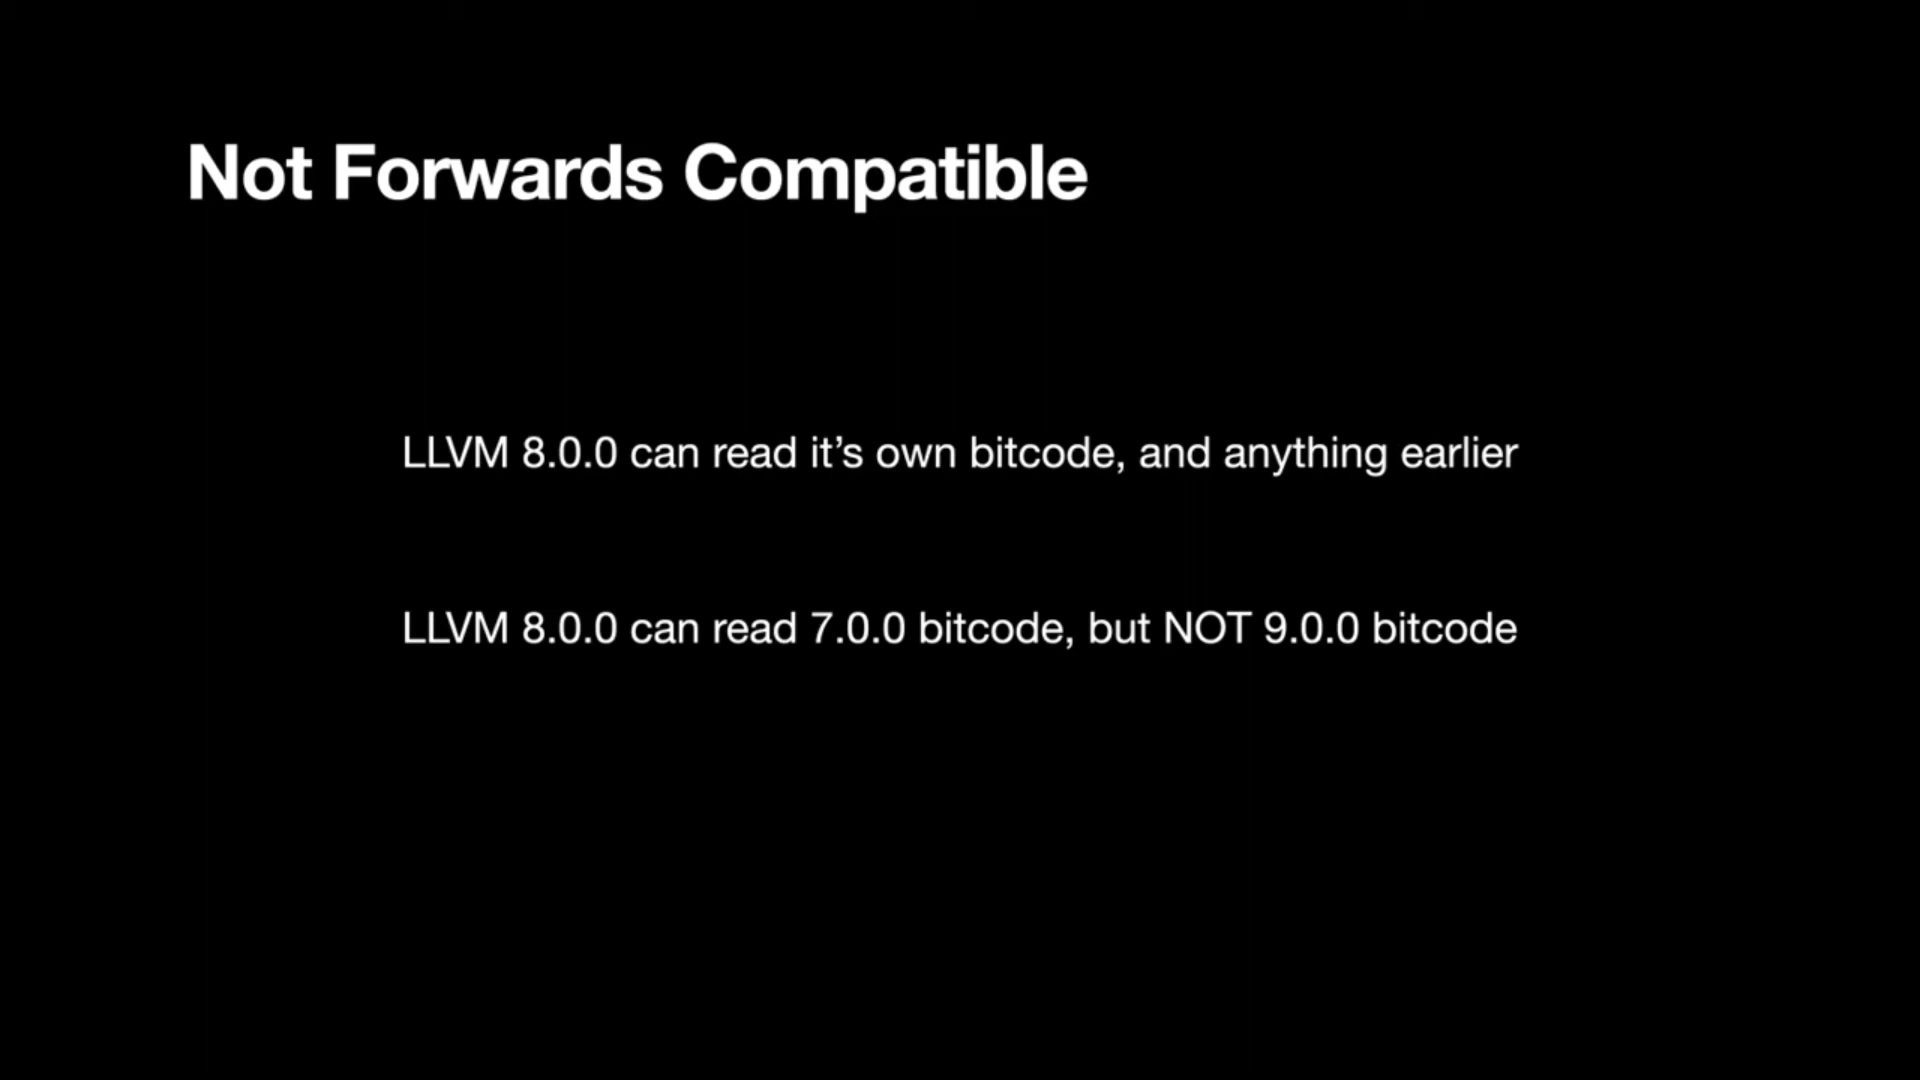 Not Forwards Compatible
LLVM 8.0.0 can read it’s own bitcode, and anything earlier
LLVM 8.0.0 can read 7.0.0 bitcode, but NOT 9.0.0 bitcode